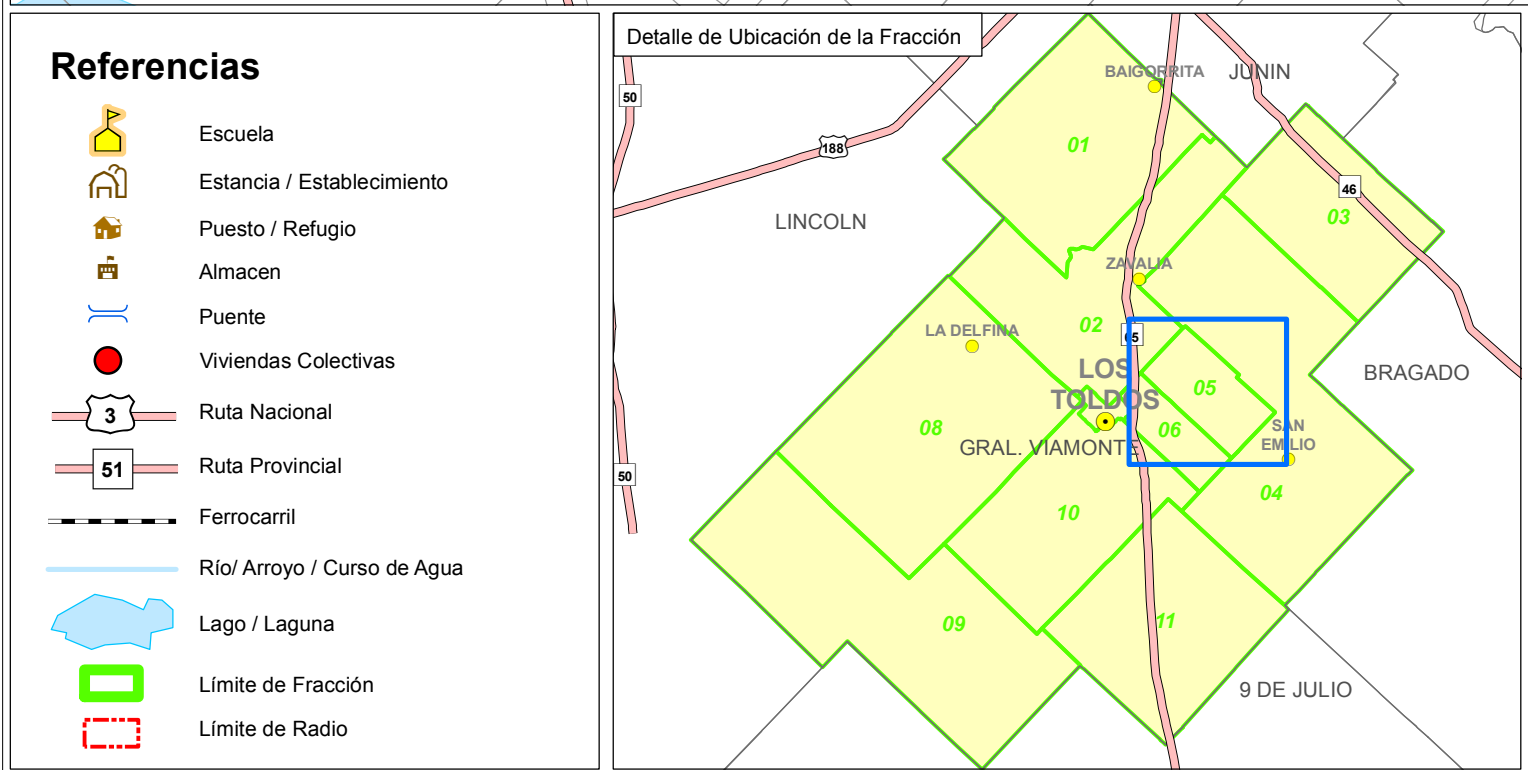 Referencias
Escuela
Estancia / Establecimiento
Puesto / Refugio
Almacen
Puente
Viviendas Colectivas
3 Ruta Nacional
51 Ruta Provincial
Ferrocarril
Río/ Arroyo / Curso de Agua
Lago / Laguna
Límite de Fracción
Límite de Radio
Detalle de Ubicación de la Fracción
BAIGORRITA
JUNIN
50
188
01
46
03
LINCOLN
ZAVALIA
LA DELFINA
02
65
BRAGADO
LOS
TOLDOS
05
08
06
SAN
EMILIO
GRAL. VIAMONTE
50
04
10
09
11
9 DE JULIO